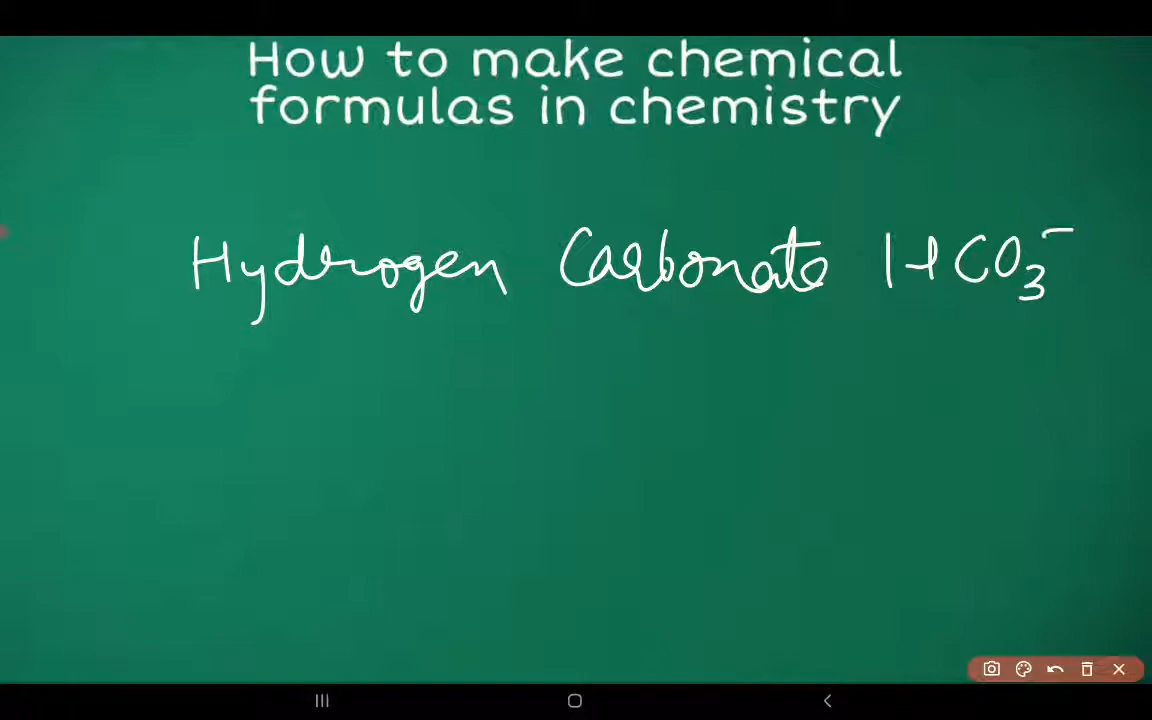 How to make chemical
formulas in chemistry
Hydrogen Carbonate HCO₃⁻